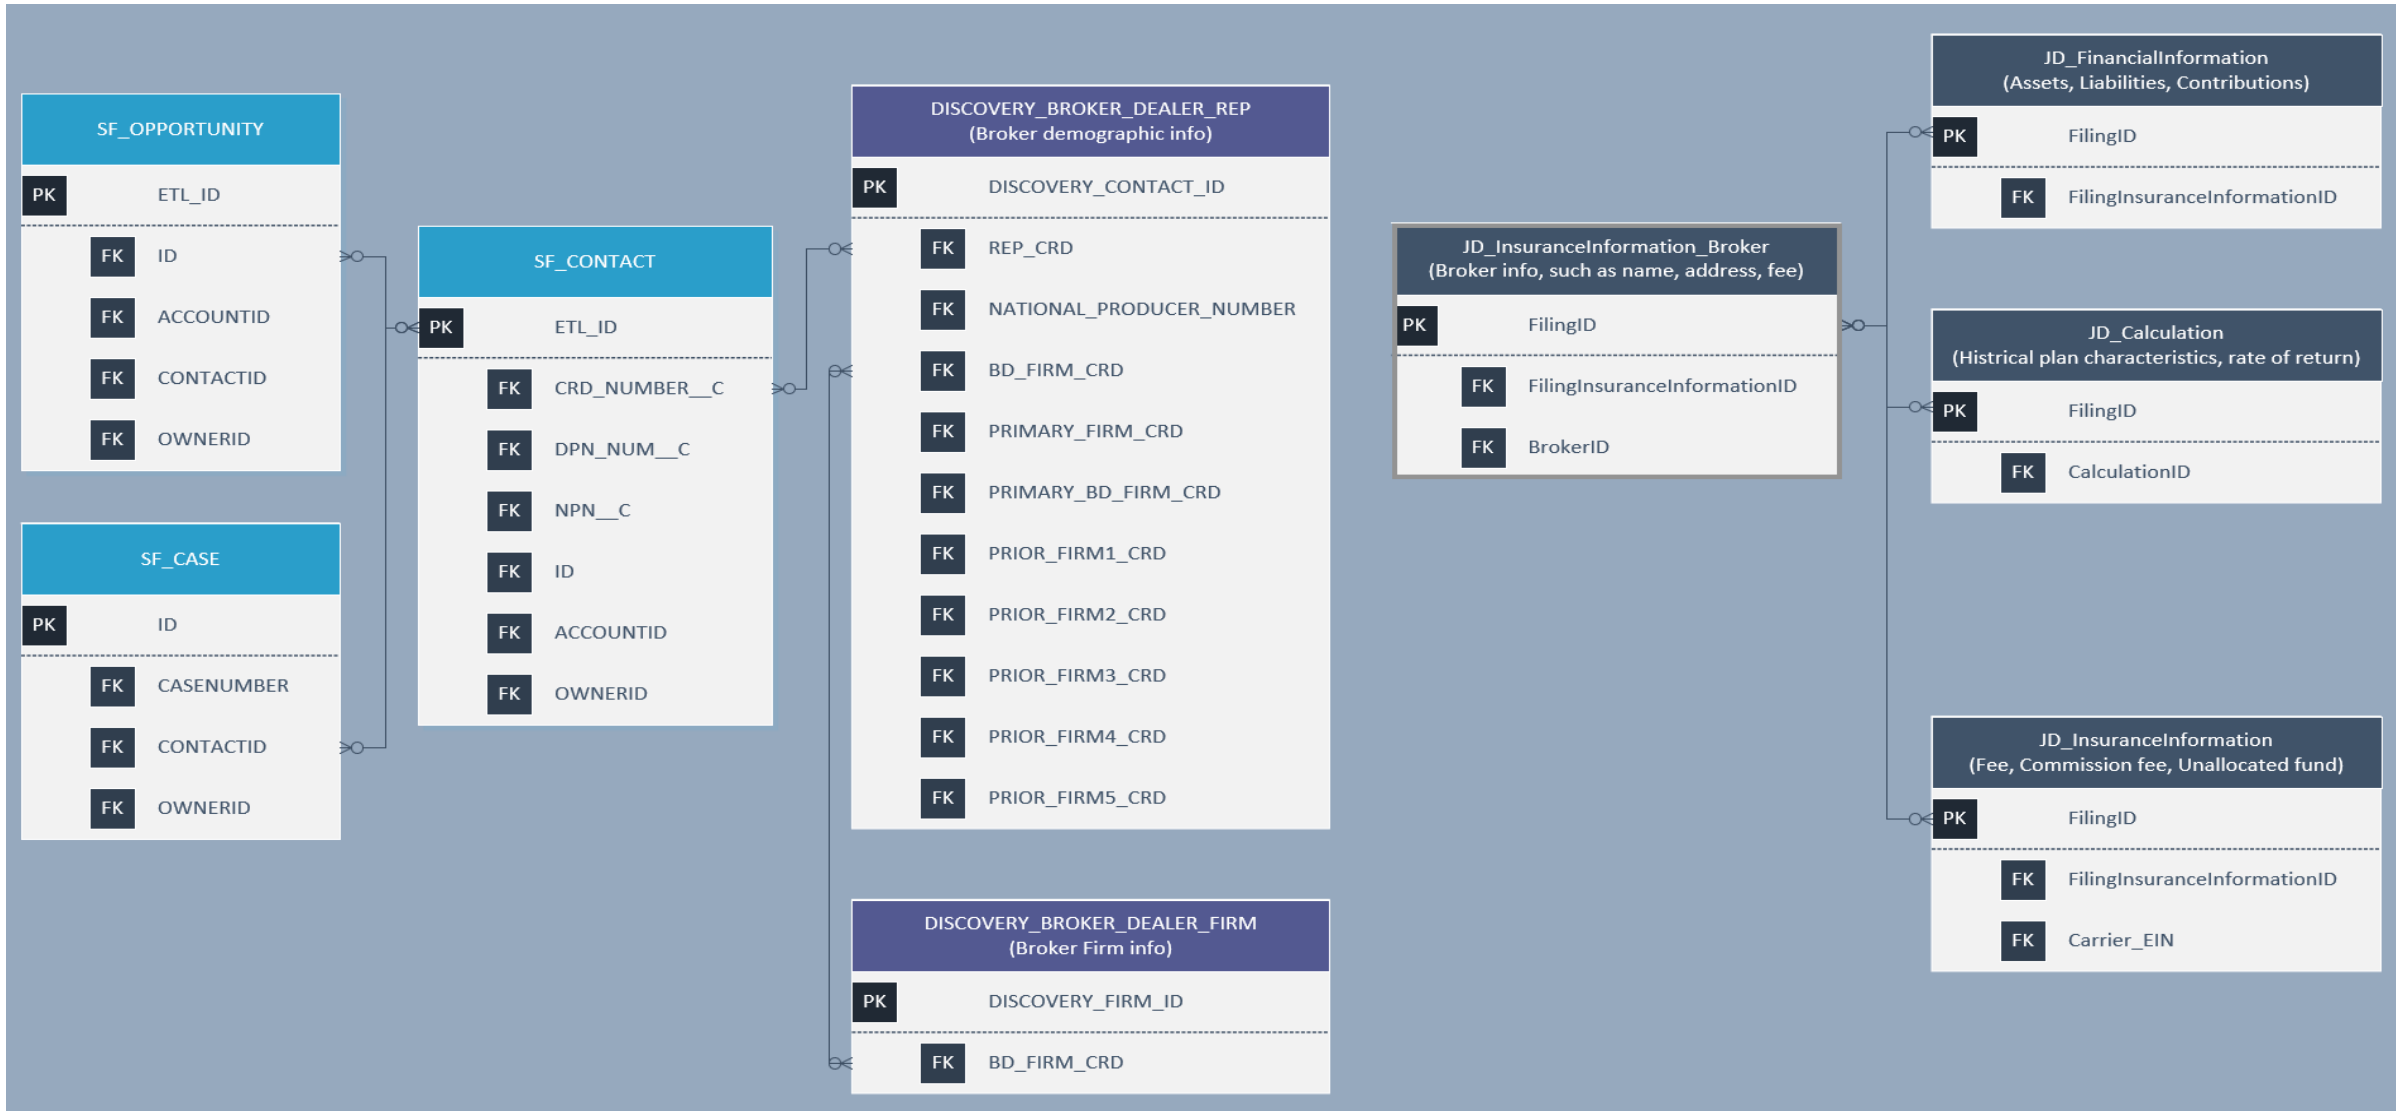 SF_OPPORTUNITY
PK ETL_ID
FK ID
FK ACCOUNTID
FK CONTACTID
FK OWNERID
SF_CASE
PK ID
FK CASENUMBER
FK CONTACTID
FK OWNERID
SF_CONTACT
PK ETL_ID
FK CRD_NUMBER__C
FK DPN_NUM__C
FK NPN__C
FK ID
FK ACCOUNTID
FK OWNERID
DISCOVERY_BROKER_DEALER_REP
(Broker demographic info)
PK DISCOVERY_CONTACT_ID
FK REP_CRD
FK NATIONAL_PRODUCER_NUMBER
FK BD_FIRM_CRD
FK PRIMARY_FIRM_CRD
FK PRIMARY_BD_FIRM_CRD
FK PRIOR_FIRM1_CRD
FK PRIOR_FIRM2_CRD
FK PRIOR_FIRM3_CRD
FK PRIOR_FIRM4_CRD
FK PRIOR_FIRM5_CRD
DISCOVERY_BROKER_DEALER_FIRM
(Broker Firm info)
PK DISCOVERY_FIRM_ID
FK BD_FIRM_CRD
JD_InsuranceInformation_Broker
(Broker info, such as name, address, fee)
PK FilingID
FK FilingInsuranceInformationID
FK BrokerID
JD_FinancialInformation
(Assets, Liabilities, Contributions)
PK FilingID
FK FilingInsuranceInformationID
JD_Calculation
(Histrical plan characteristics, rate of return)
PK FilingID
FK CalculationID
JD_InsuranceInformation
(Fee, Commission fee, Unallocated fund)
PK FilingID
FK FilingInsuranceInformationID
FK Carrier_EIN